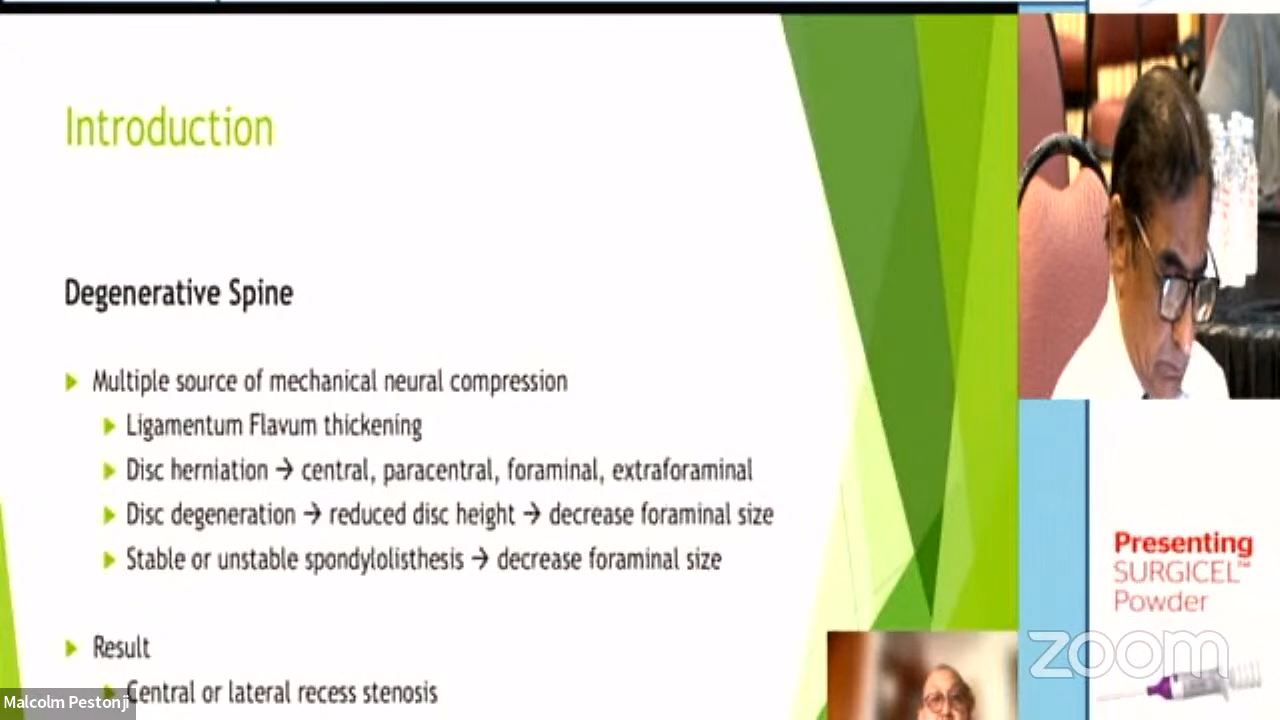 Introduction
Degenerative Spine
Multiple source of mechanical neural compression
Ligamentum Flavum thickening
Disc herniation → central, paracentral, foraminal, extraforaminal
Disc degeneration → reduced disc height → decrease foraminal size
Stable or unstable spondylolisthesis → decrease foraminal size
Result
Central or lateral recess stenosis
Malcolm Pestonji
Presenting
SURGICEL™
Powder
zoom